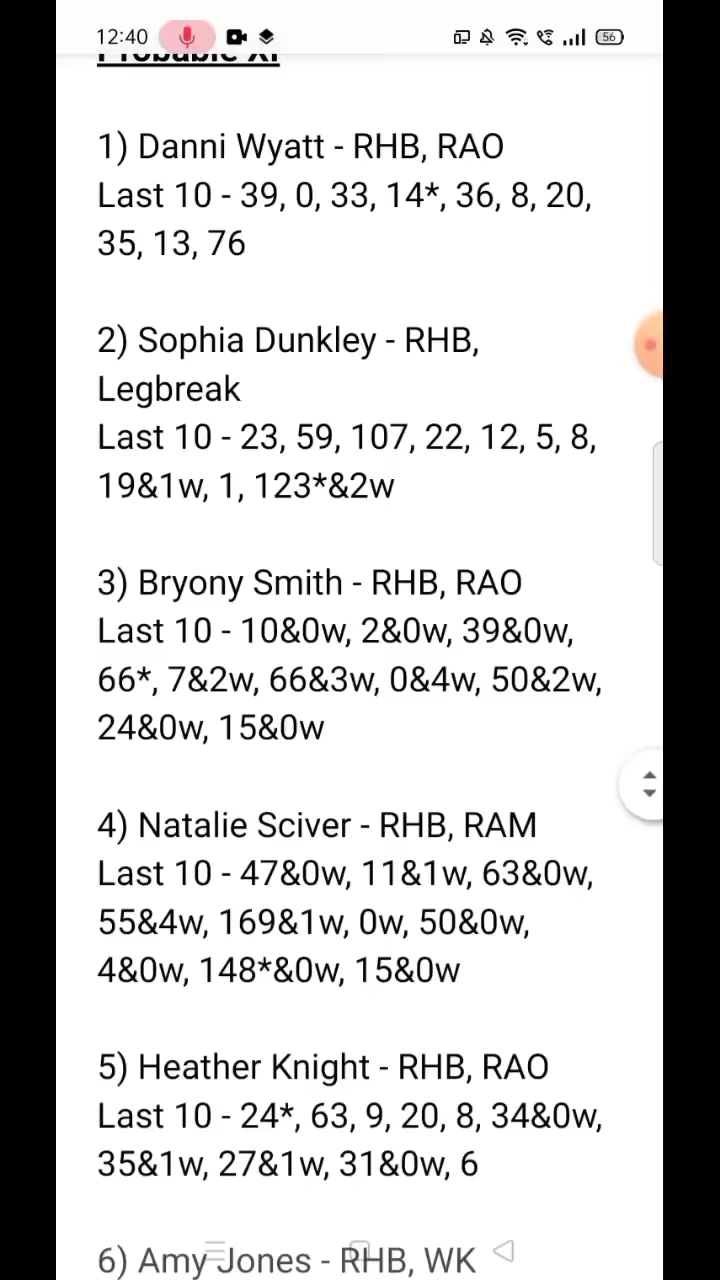 12:40
56
Probable XI
1) Danni Wyatt - RHB, RAO
Last 10 - 39, 0, 33, 14*, 36, 8, 20,
35, 13, 76
2) Sophia Dunkley - RHB,
Legbreak
Last 10 - 23, 59, 107, 22, 12, 5, 8,
19&1w, 1, 123*&2w
3) Bryony Smith - RHB, RAO
Last 10 - 10&0w, 2&0w, 39&0w,
66*, 7&2w, 66&3w, 0&4w, 50&2w,
24&0w, 15&0w
4) Natalie Sciver - RHB, RAM
Last 10 - 47&0w, 11&1w, 63&0w,
55&4w, 169&1w, 0w, 50&0w,
4&0w, 148*&0w, 15&0w
5) Heather Knight - RHB, RAO
Last 10 - 24*, 63, 9, 20, 8, 34&0w,
35&1w, 27&1w, 31&0w, 6
6) Amy Jones - RHB, WK